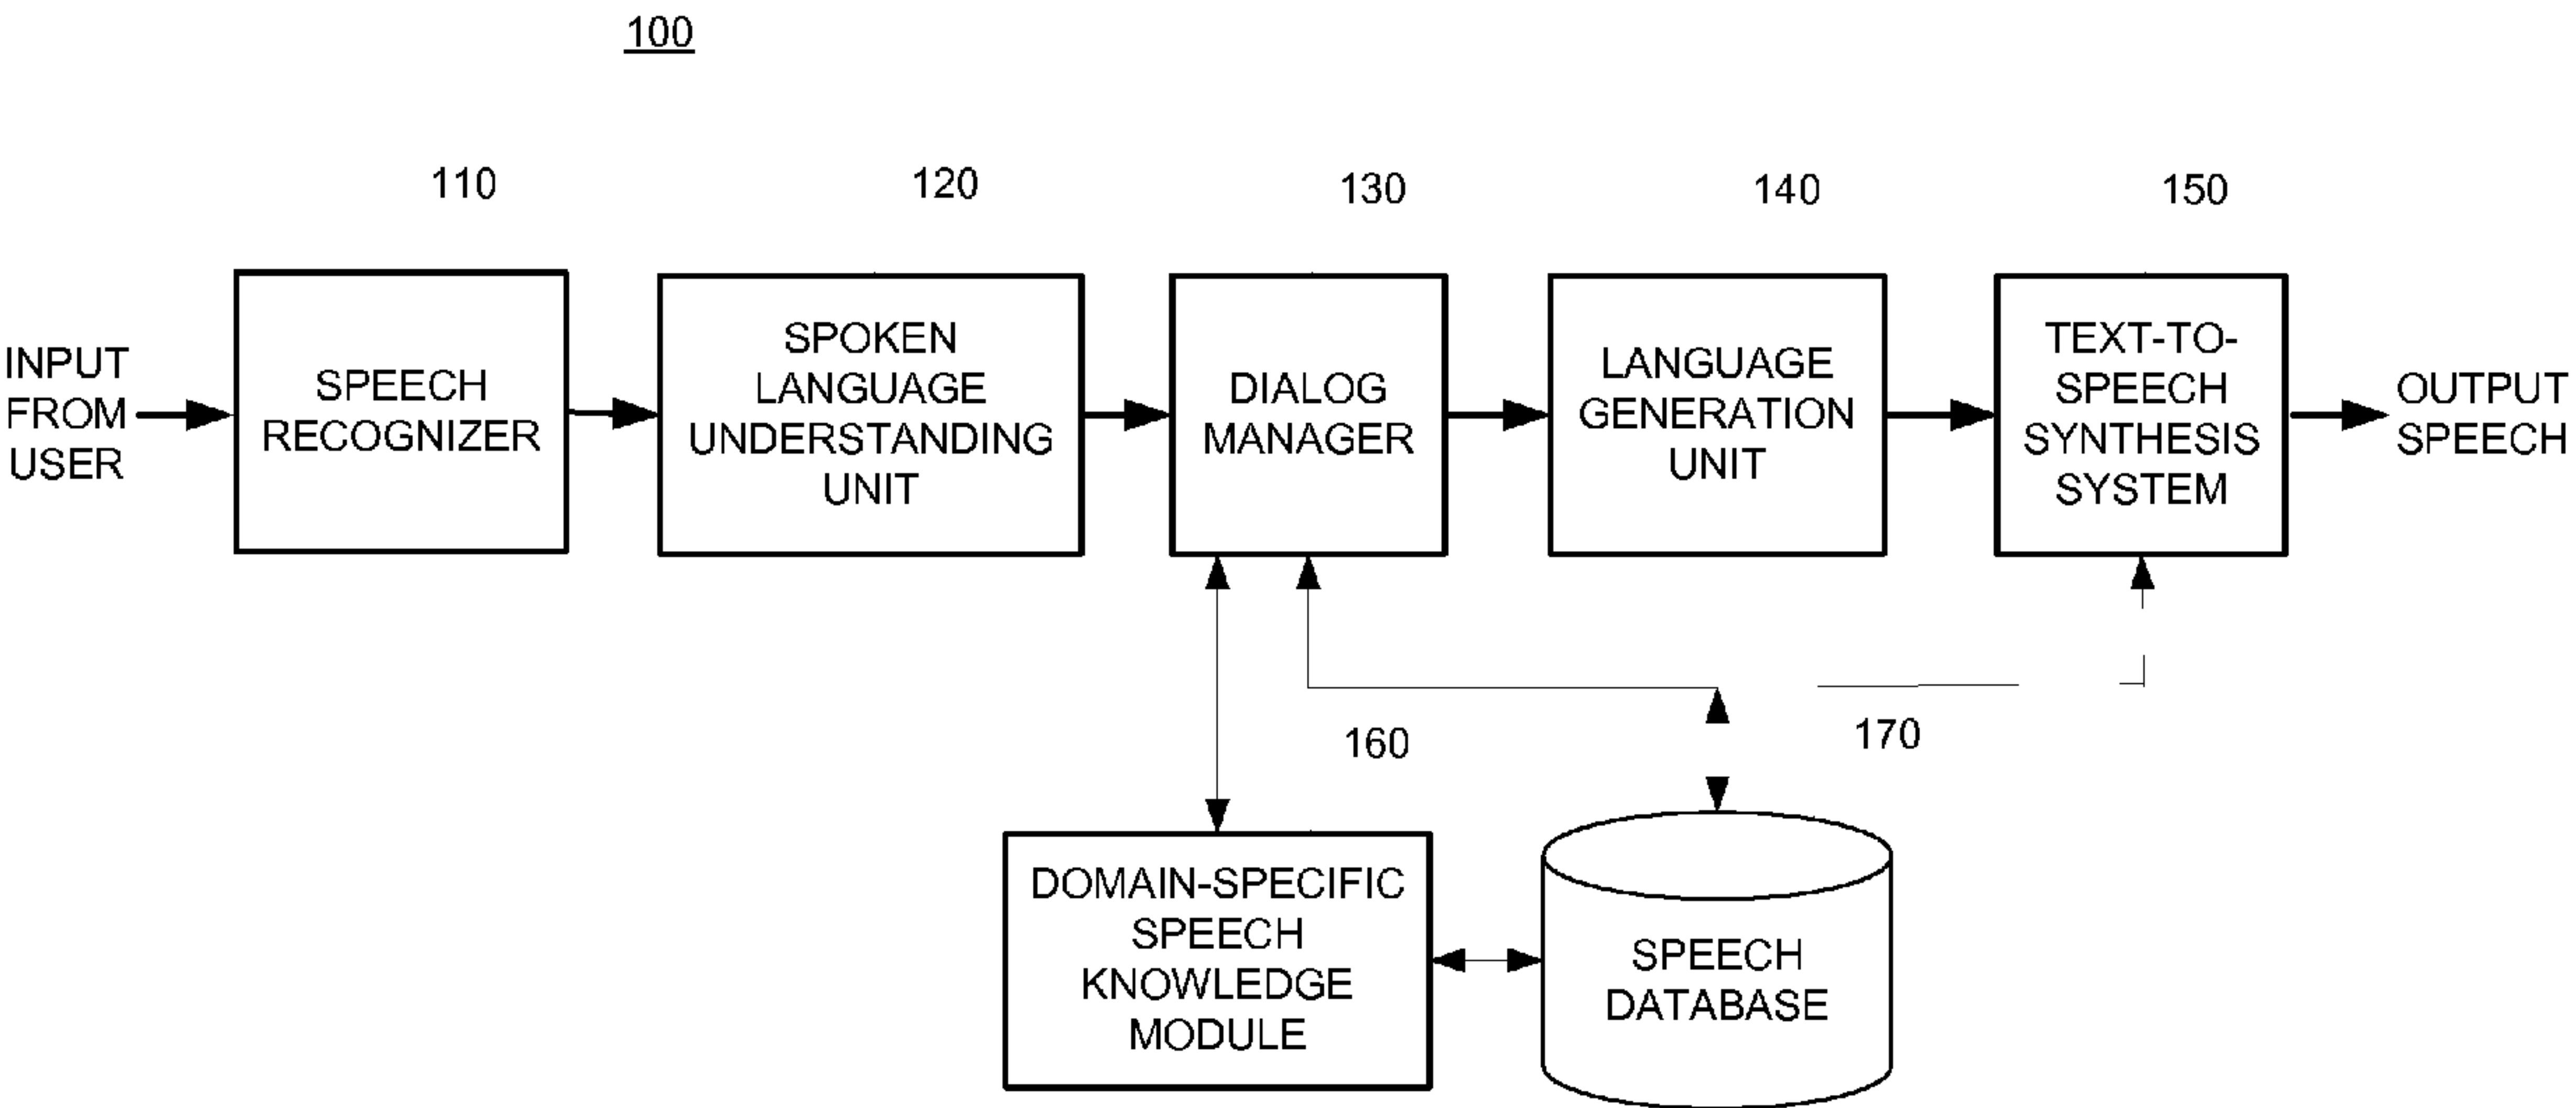 100
110
120
130
140
150
INPUT
FROM
USER
SPEECH
RECOGNIZER
SPOKEN
LANGUAGE
UNDERSTANDING
UNIT
DIALOG
MANAGER
LANGUAGE
GENERATION
UNIT
TEXT-TO-
SPEECH
SYNTHESIS
SYSTEM
OUTPUT
SPEECH
160
170
DOMAIN-SPECIFIC
SPEECH
KNOWLEDGE
MODULE
SPEECH
DATABASE